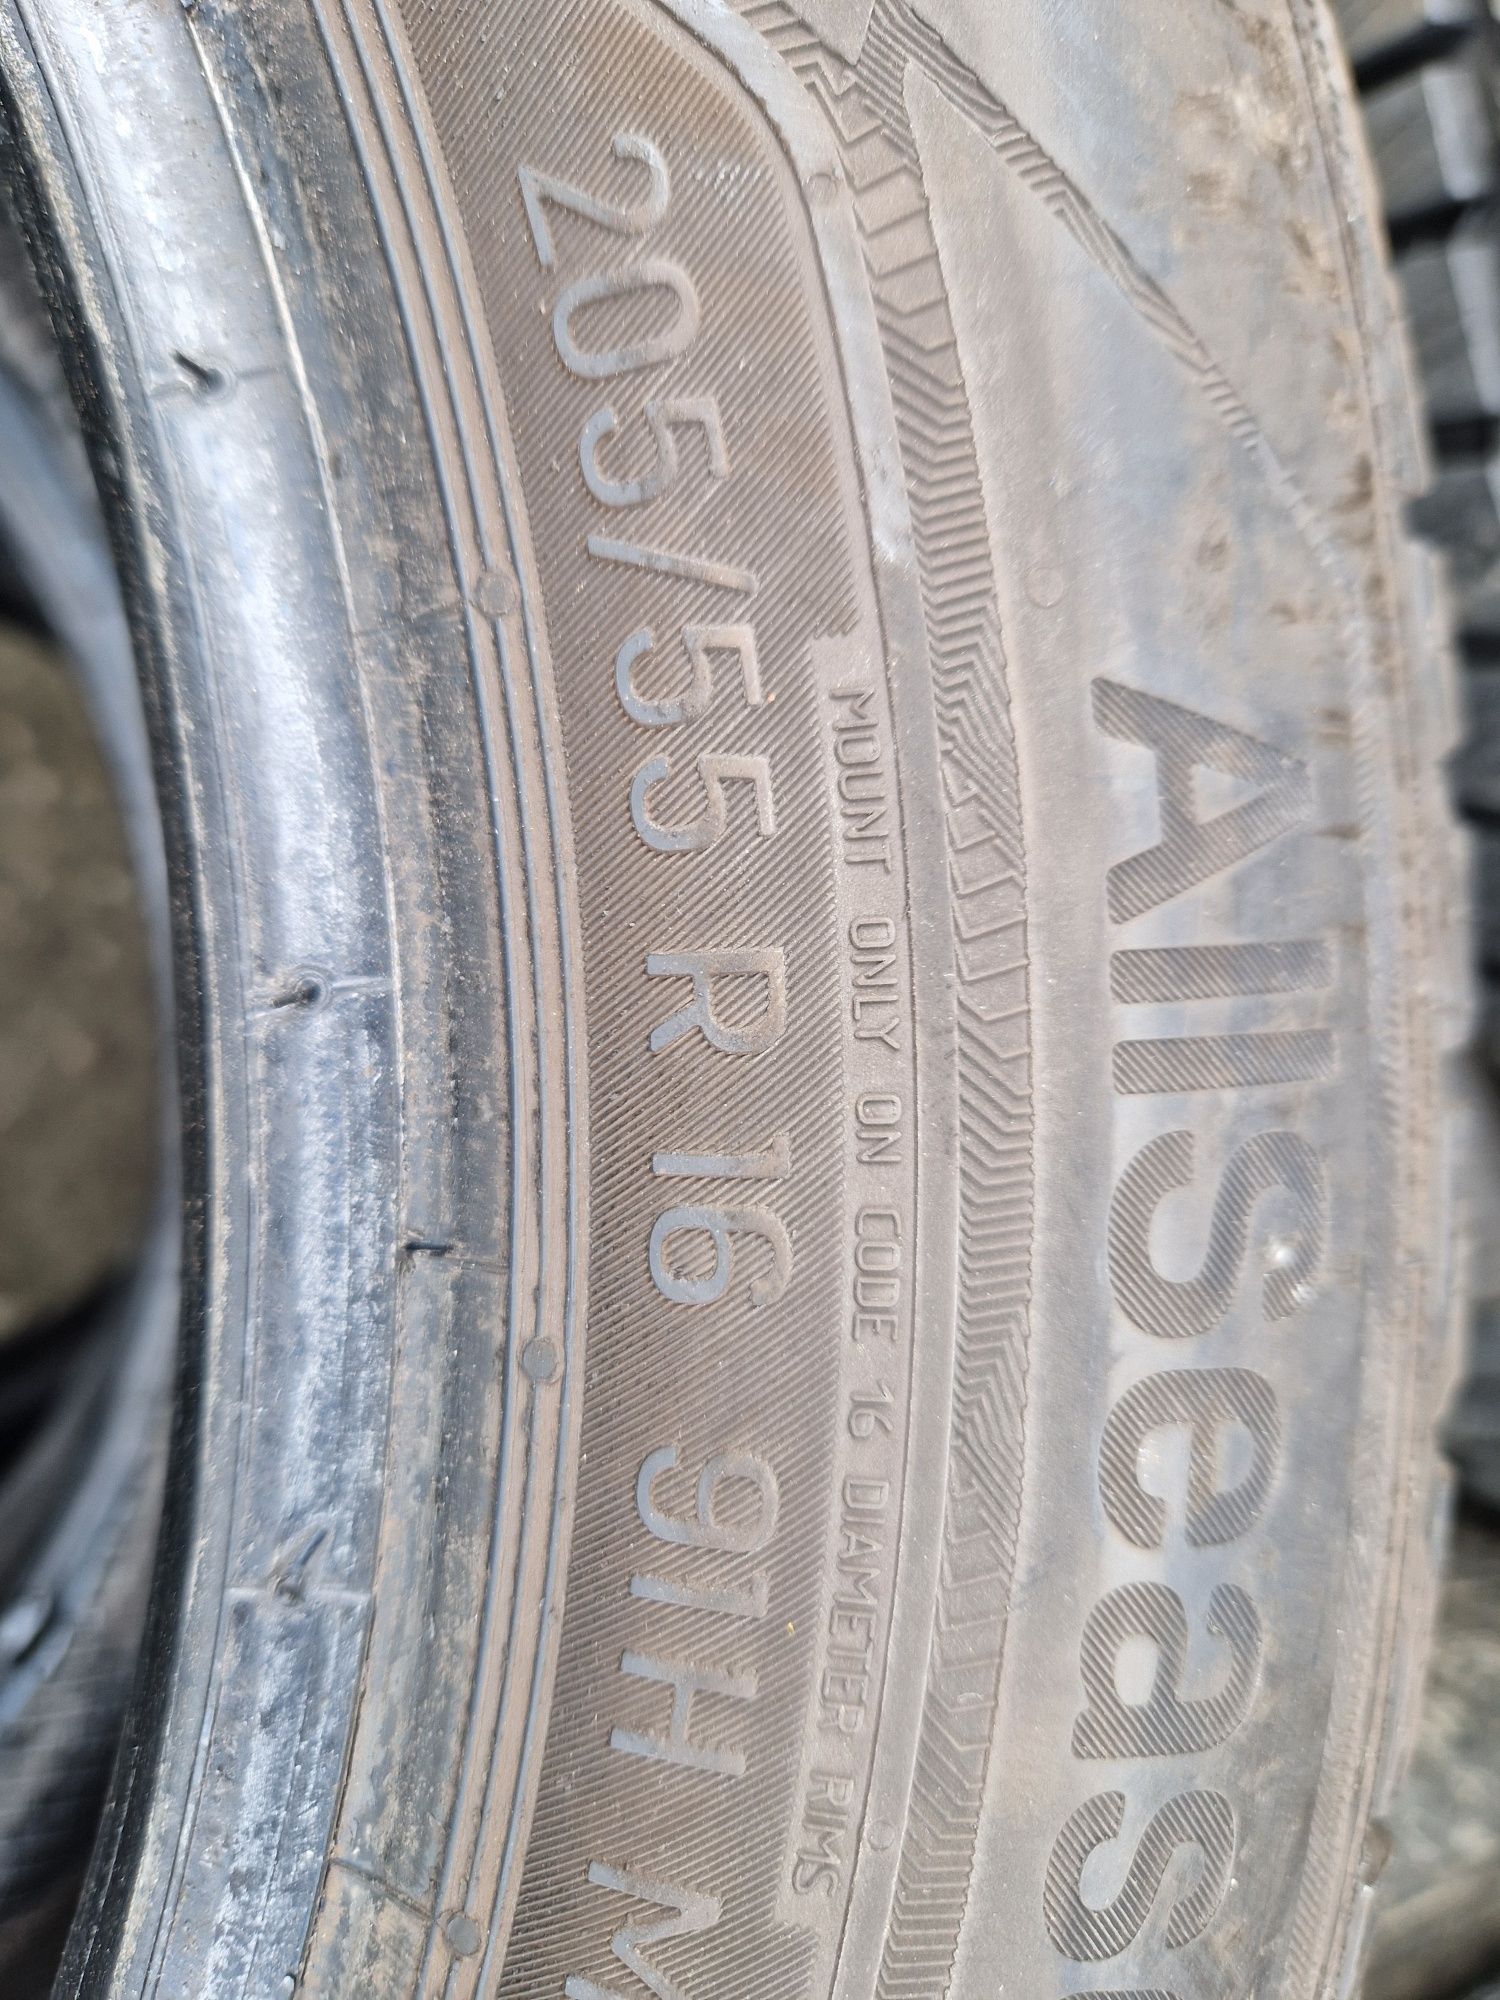 AllSeas
MOUNT ONLY ON CODE 16 DIAMETER RIMS
205/55 R 16 91H M